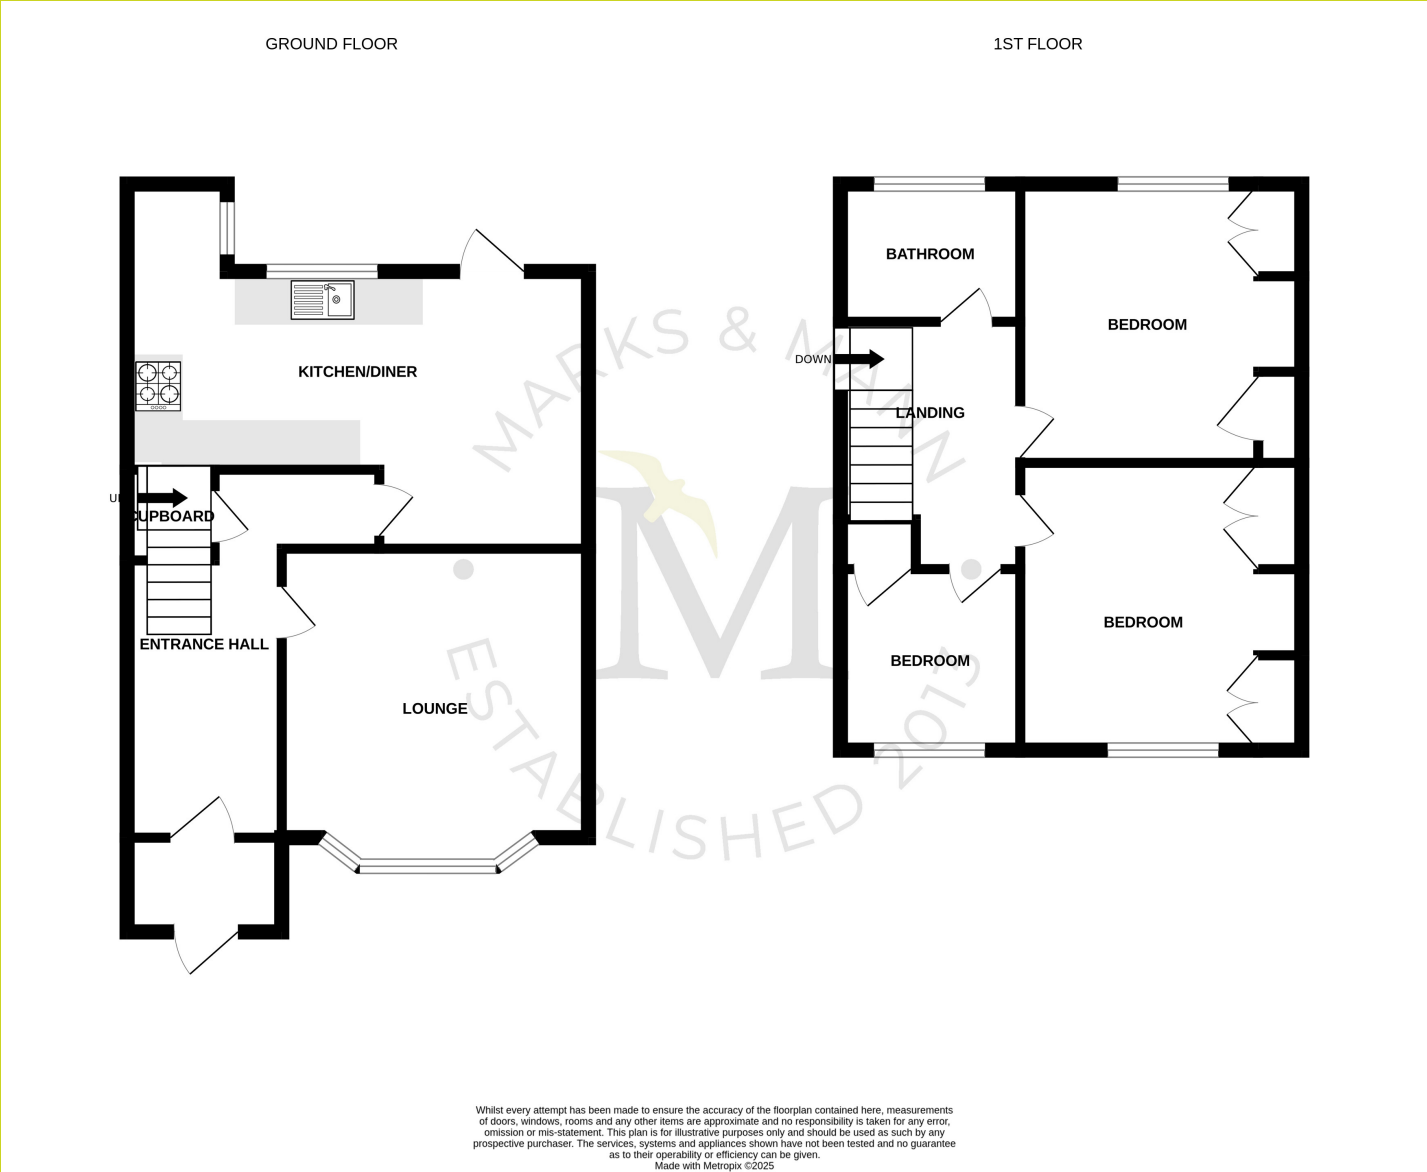 GROUND FLOOR
1ST FLOOR
BATHROOM
BEDROOM
DOWN
LANDING
KITCHEN/DINER
UP
CUPBOARD
ENTRANCE HALL
LOUNGE
BEDROOM
BEDROOM
MARKS & MANN
M
ESTABLISHED 2013
Whilst every attempt has been made to ensure the accuracy of the floorplan contained here, measurements
of doors, windows, rooms and any other items are approximate and no responsibility is taken for any error,
omission or mis-statement. This plan is for illustrative purposes only and should be used as such by any
prospective purchaser. The services, systems and appliances shown have not been tested and no guarantee
as to their operability or efficiency can be given.
Made with Metropix ©2025